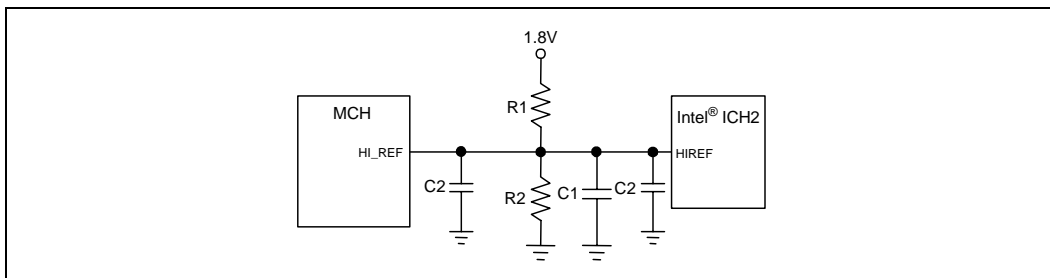 1.8V
R1
MCH
Intel® ICH2
HI_REF
HIREF
C2
R2
C1
C2